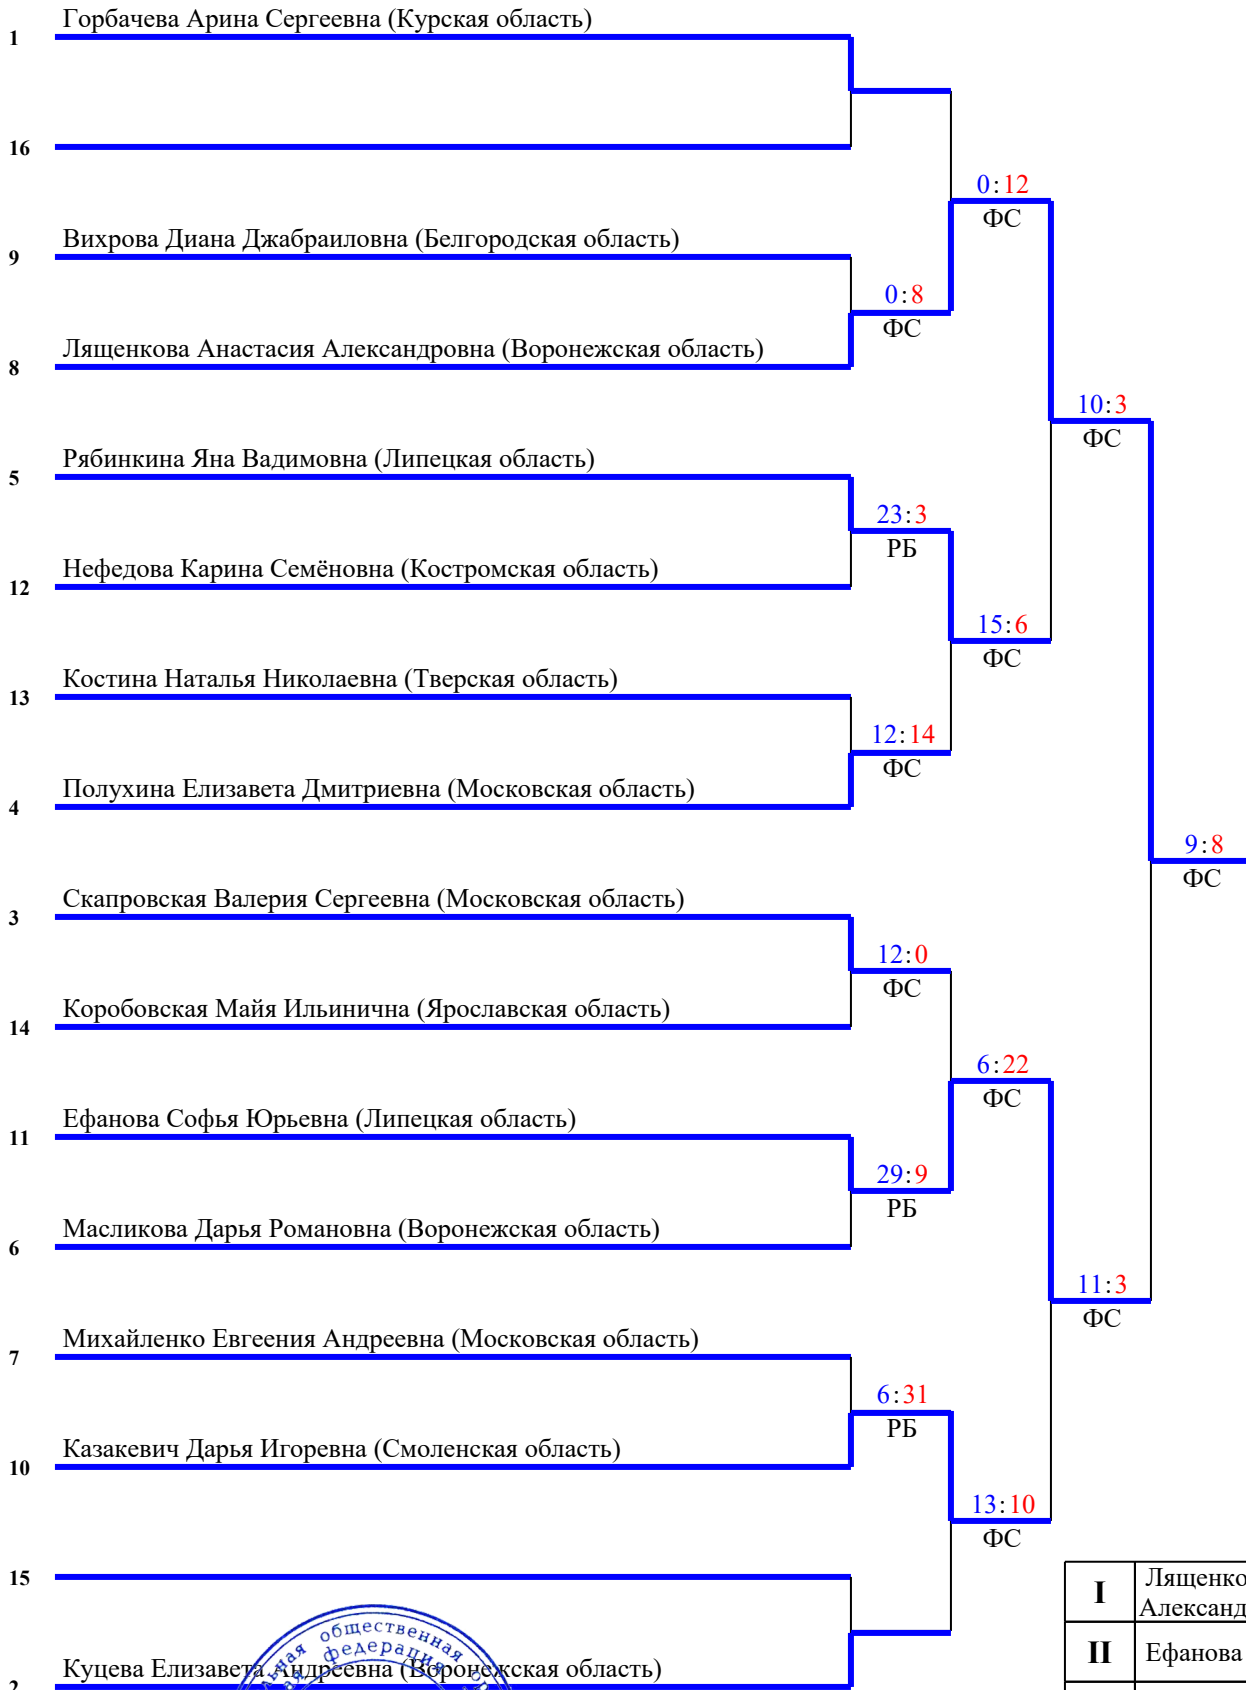 Горбачева Арина Сергеевна (Курская область)
1
16
0:12
ФС
Вихрова Диана Джабраиловна (Белгородская область)
9
0:8
ФС
Лященкова Анастасия Александровна (Воронежская область)
8
10:3
ФС
Рябинкина Яна Вадимовна (Липецкая область)
5
23:3
РБ
Нефедова Карина Семёновна (Костромская область)
12
15:6
ФС
Костина Наталья Николаевна (Тверская область)
13
12:14
ФС
Полухина Елизавета Дмитриевна (Московская область)
4
9:8
ФС
Скапровская Валерия Сергеевна (Московская область)
3
12:0
ФС
Коробовская Майя Ильинична (Ярославская область)
14
6:22
ФС
Ефанова Софья Юрьевна (Липецкая область)
11
29:9
РБ
Масликова Дарья Романовна (Воронежская область)
6
11:3
ФС
Михайленко Евгеения Андреевна (Московская область)
7
6:31
РБ
Казакевич Дарья Игоревна (Смоленская область)
10
13:10
ФС
15
I
Лященко
Александ
общественная
федерация
II
Ефанова
Куцева Елизавета Андреевна (Воронежская область)
2